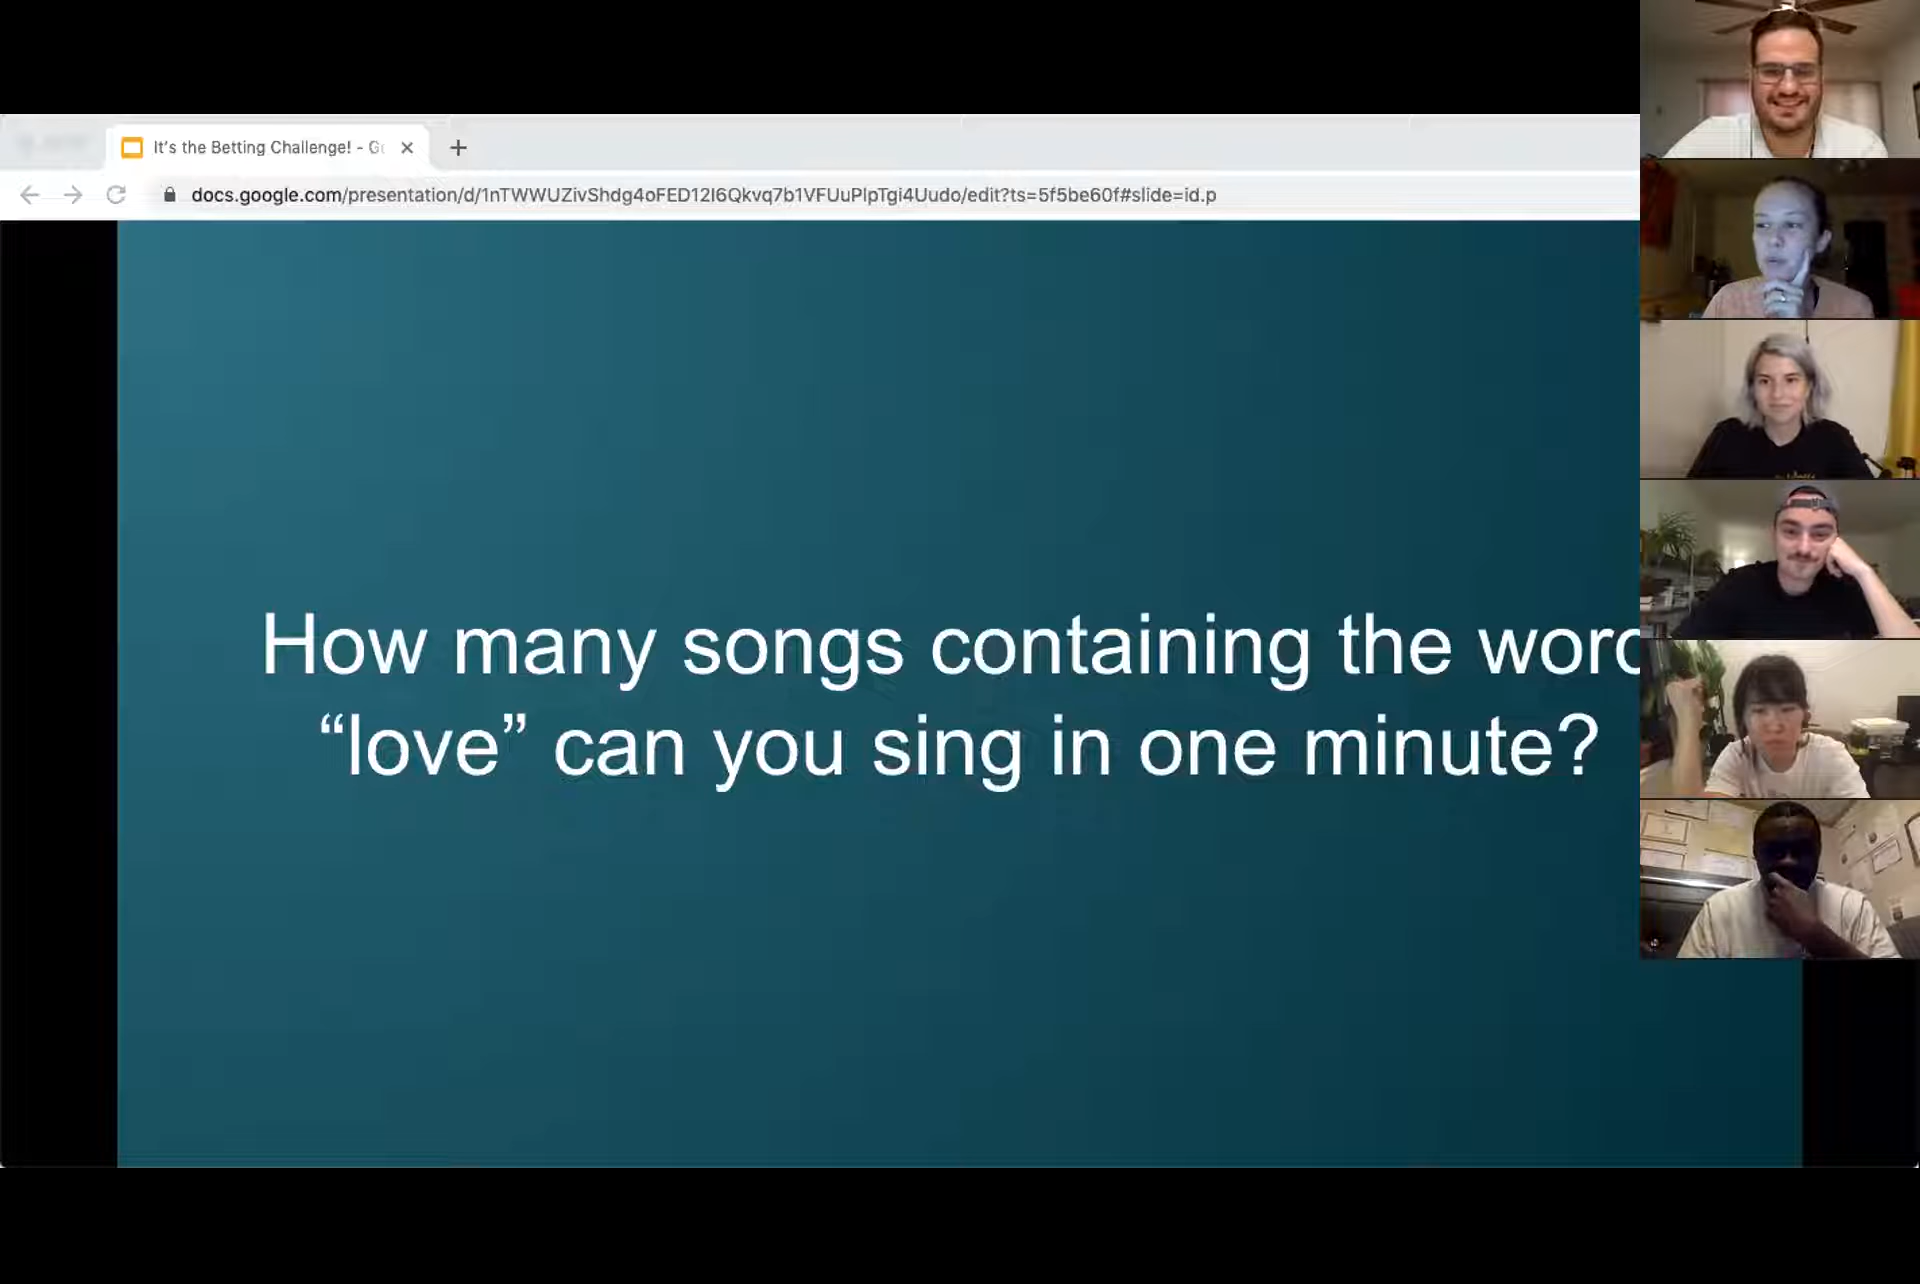 It's the Betting Challenge! - Go
docs.google.com/presentation/d/1nTWWUZivShdg4oFED12I6Qkvq7b1VFUuPlpTgi4Uudo/edit?ts=5f5be60f#slide=id.p
How many songs containing the word
“love” can you sing in one minute?